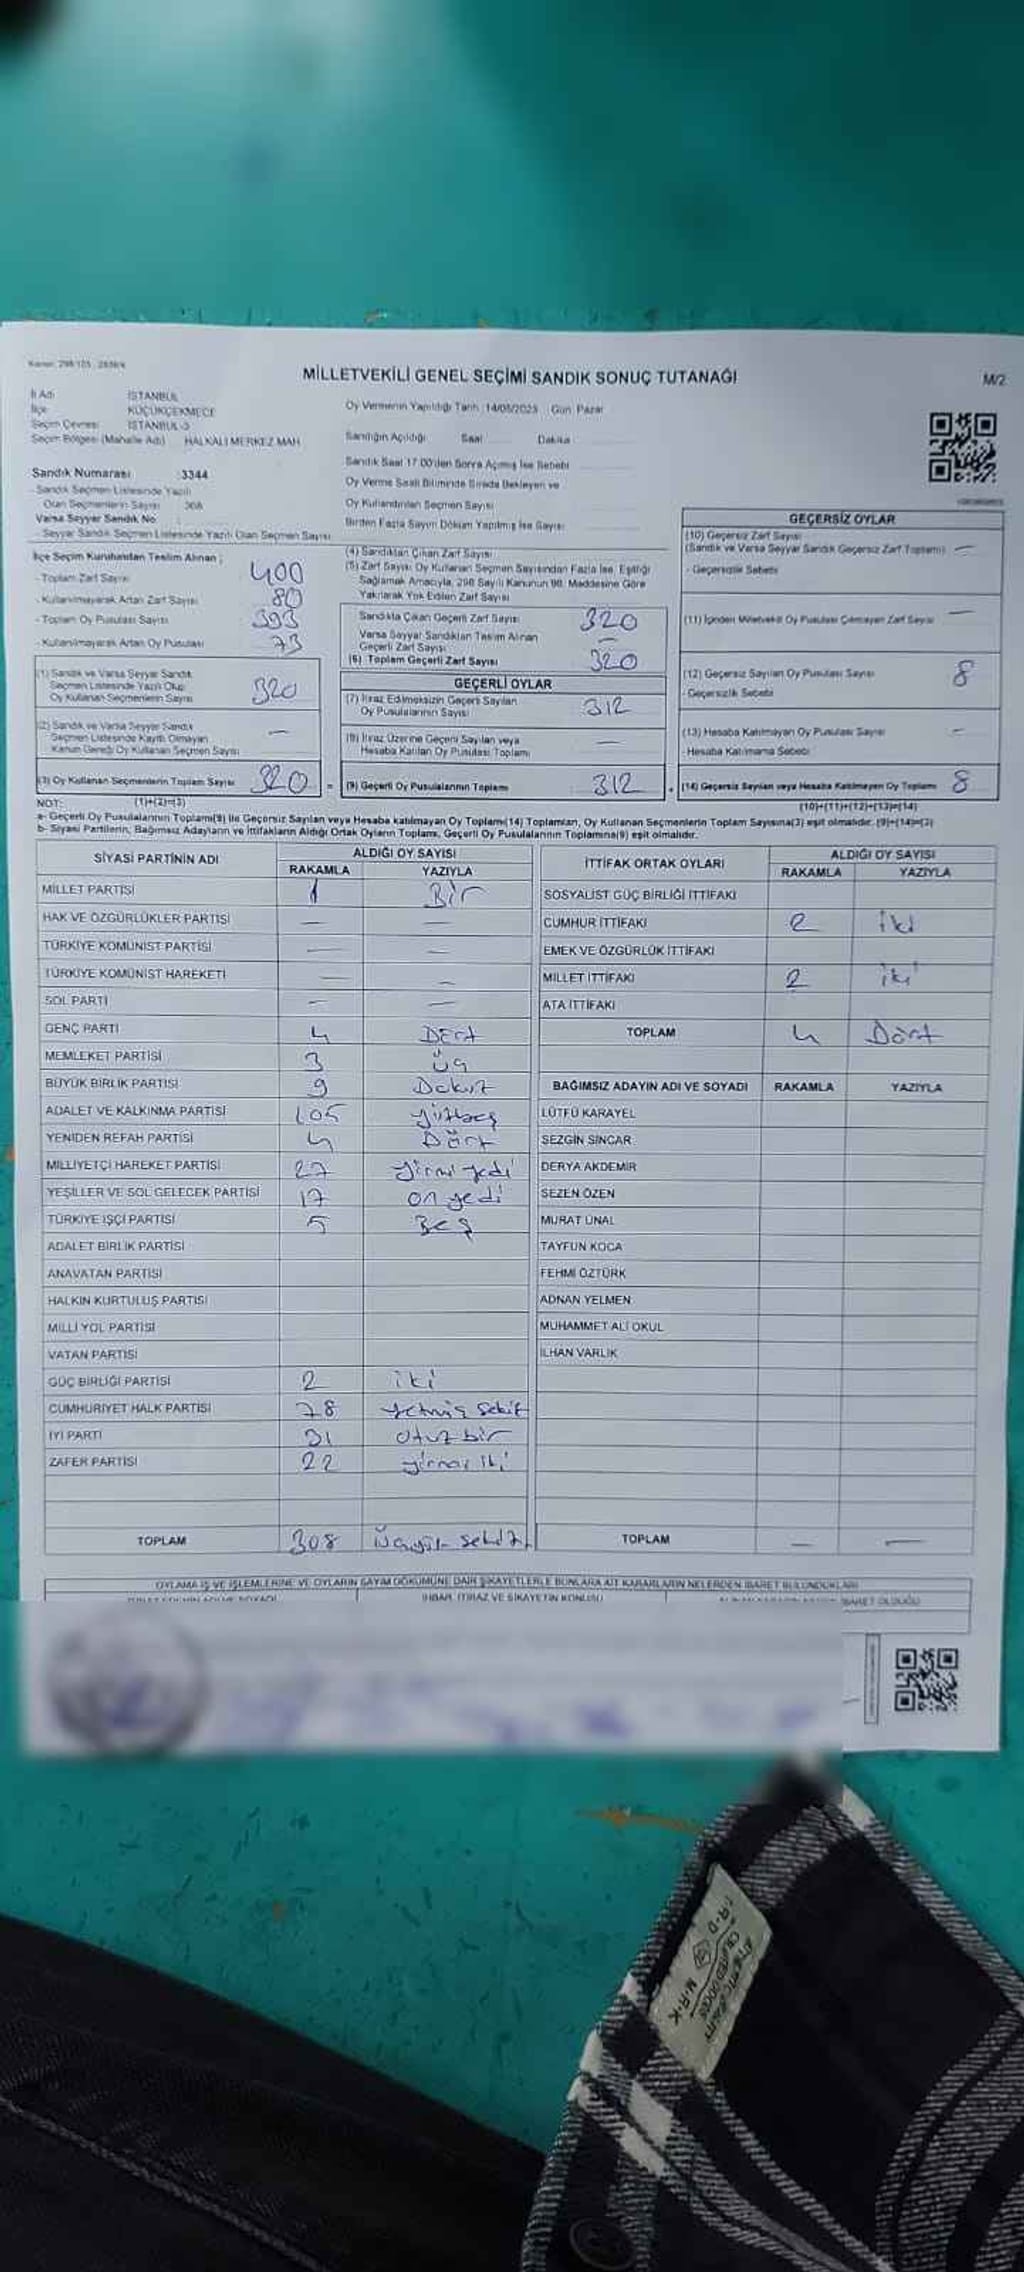 MİLLETVEKİLİ GENEL SEÇİMİ SANDIK SONUÇ TUTANAĞI
M/2
İl Adı İSTANBUL
İlçe KÜÇÜKÇEKMECE
Seçim Çevresi İSTANBUL-3
Seçim Bölgesi (Mahalle Adı) HALKALI MERKEZ MAH.
Oy Vermenin Yapıldığı Tarih :14/05/2023 Gün: Pazar
Sandığın Açıldığı Saat Dakika
Sandık Saat 17.00'den Sonra Açılmış İse Sebebi
Oy Verme Saati Bitiminde Sırada Bekleyen ve
Oy Kullandırılan Seçmen Sayısı
Birden Fazla Sayım Döküm Yapılmış İse Sayısı
Sandık Numarası :3344
Sandık Seçmen Listesinde Yazılı
Olan Seçmenlerin Sayısı : 368
Varsa Seyyar Sandık No
Seyyar Sandık Seçmen Listesinde Yazılı Olan Seçmen Sayısı
İlçe Seçim Kurulundan Teslim Alınan ;
- Toplam Zarf Sayısı 400
- Kullanılmayarak Artan Zarf Sayısı 80
- Toplam Oy Pusulası Sayısı 393
- Kullanılmayarak Artan Oy Pusulası 73
(1) Sandık ve Varsa Seyyar Sandık
Seçmen Listesinde Yazılı Olup
Oy Kullanan Seçmenlerin Sayısı 320
(2) Sandık ve Varsa Seyyar Sandık
Seçmen Listesinde Kayıtlı Olmayan
Kanun Gereği Oy Kullanan Seçmen Sayısı —
(3) Oy Kullanan Seçmenlerin Toplam Sayısı 320
(4) Sandıktan Çıkan Zarf Sayısı
(5) Zarf Sayısı Oy Kullanan Seçmen Sayısından Fazla İse, Eşitliği
Sağlamak Amacıyla, 298 Sayılı Kanunun 98. Maddesine Göre
Yakılarak Yok Edilen Zarf Sayısı
Sandıkta Çıkan Geçerli Zarf Sayısı 320
Varsa Seyyar Sandıktan Teslim Alınan
Geçerli Zarf Sayısı —
(6) Toplam Geçerli Zarf Sayısı 320
GEÇERLİ OYLAR
(7) İtiraz Edilmeksizin Geçerli Sayılan
Oy Pusulalarının Sayısı 312
(8) İtiraz Üzerine Geçerli Sayılan veya
Hesaba Katılan Oy Pusulası Toplamı —
= (9) Geçerli Oy Pusulalarının Toplamı 312
GEÇERSİZ OYLAR
(10) Geçersiz Zarf Sayısı
(Sandık ve Varsa Seyyar Sandık Geçersiz Zarf Toplamı) —
- Geçersizlik Sebebi
(11) İçinden Milletvekili Oy Pusulası Çıkmayan Zarf Sayısı —
(12) Geçersiz Sayılan Oy Pusulası Sayısı 8
- Geçersizlik Sebebi
(13) Hesaba Katılmayan Oy Pusulası Sayısı —
- Hesaba Katılmama Sebebi
(14) Geçersiz Sayılan veya Hesaba Katılmayan Oy Toplamı 8
NOT: (1)+(2)=(3) (10)+(11)+(12)+(13)=(14)
a- Geçerli Oy Pusulalarının Toplamı(9) ile Geçersiz Sayılan veya Hesaba katılmayan Oy Toplamı(14) Toplamları, Oy Kullanan Seçmenlerin Toplam Sayısına(3) eşit olmalıdır. (9)+(14)=(3)
b- Siyasi Partilerin, Bağımsız Adayların ve İttifakların Aldığı Ortak Oyların Toplamı, Geçerli Oy Pusulalarının Toplamına(9) eşit olmalıdır.
SİYASİ PARTİNİN ADI ALDIĞI OY SAYISI
RAKAMLA YAZIYLA
MİLLET PARTİSİ 1 Bir
HAK VE ÖZGÜRLÜKLER PARTİSİ — —
TÜRKİYE KOMÜNİST PARTİSİ — —
TÜRKİYE KOMÜNİST HAREKETİ — —
SOL PARTİ — —
GENÇ PARTİ 4 Dört
MEMLEKET PARTİSİ 3 üç
BÜYÜK BİRLİK PARTİSİ 9 Dokuz
ADALET VE KALKINMA PARTİSİ 105 yüzbeş
YENİDEN REFAH PARTİSİ 4 Dört
MİLLİYETÇİ HAREKET PARTİSİ 27 yirmi yedi
YEŞİLLER VE SOL GELECEK PARTİSİ 17 on yedi
TÜRKİYE İŞÇİ PARTİSİ 5 Beş
ADALET BİRLİK PARTİSİ
ANAVATAN PARTİSİ
HALKIN KURTULUŞ PARTİSİ
MİLLİ YOL PARTİSİ
VATAN PARTİSİ
GÜÇ BİRLİĞİ PARTİSİ 2 iki
CUMHURİYET HALK PARTİSİ 78 yetmiş sekiz
İYİ PARTİ 31 otuz bir
ZAFER PARTİSİ 22 yirmi iki
TOPLAM 308 üçyüz sekiz
İTTİFAK ORTAK OYLARI ALDIĞI OY SAYISI
RAKAMLA YAZIYLA
SOSYALİST GÜÇ BİRLİĞİ İTTİFAKI
CUMHUR İTTİFAKI 2 iki
EMEK VE ÖZGÜRLÜK İTTİFAKI
MİLLET İTTİFAKI 2 iki
ATA İTTİFAKI
TOPLAM 4 Dört
BAĞIMSIZ ADAYIN ADI VE SOYADI RAKAMLA YAZIYLA
LÜTFÜ KARAYEL
SEZGİN SİNCAR
DERYA AKDEMİR
SEZEN ÖZEN
MURAT ÜNAL
TAYFUN KOCA
FEHMİ ÖZTÜRK
ADNAN YELMEN
MUHAMMET ALİ OKUL
İLHAN VARLIK
TOPLAM — —
OYLAMA İŞ VE İŞLEMLERİNE VE OYLARIN SAYIM DÖKÜMÜNE DAİR ŞİKAYETLERLE BUNLARA AİT KARARLARIN NELERDEN İBARET BULUNDUKLARI
İHBAR, İTİRAZ VE ŞİKAYETİN KONUSU